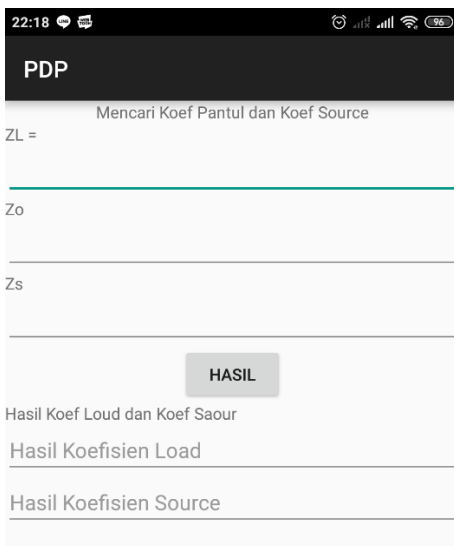 22:18 96
PDP
Mencari Koef Pantul dan Koef Source
ZL =
Zo
Zs
HASIL
Hasil Koef Loud dan Koef Saour
Hasil Koefisien Load
Hasil Koefisien Source